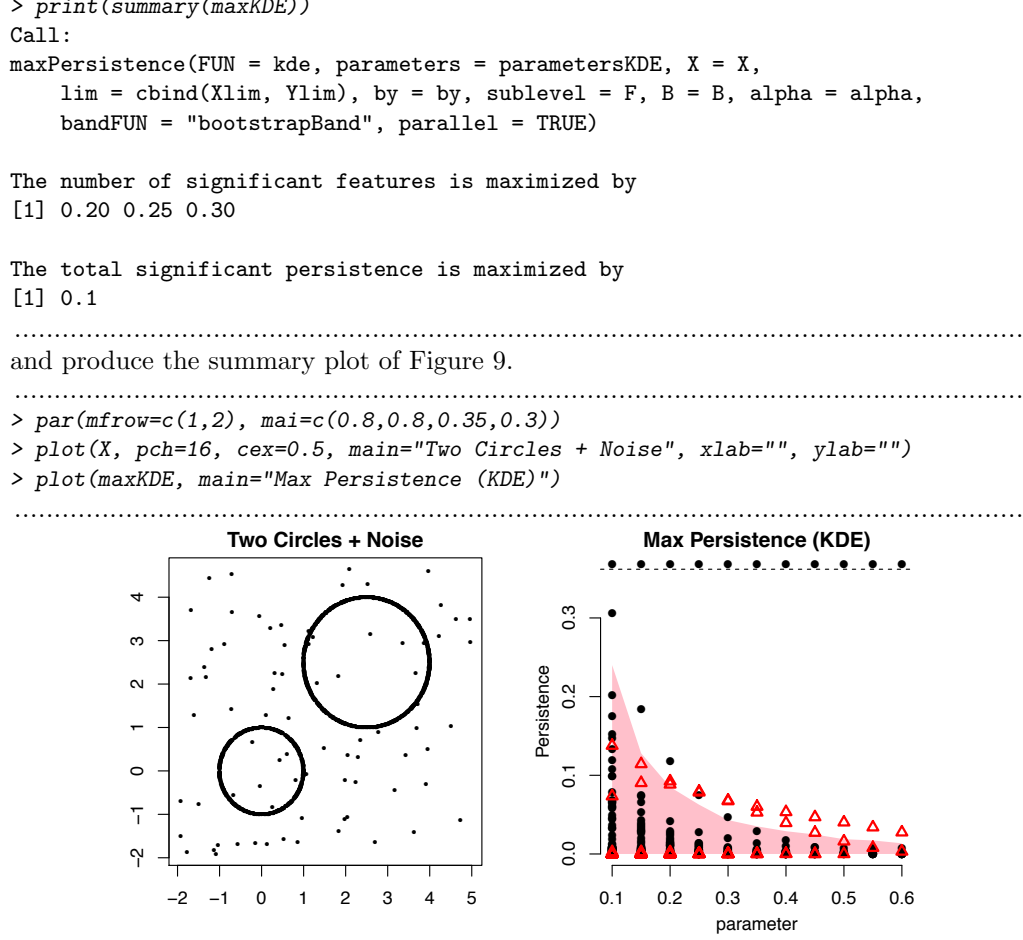 > print(summary(maxKDE))
Call:
maxPersistence(FUN = kde, parameters = parametersKDE, X = X,
    lim = cbind(Xlim, Ylim), by = by, sublevel = F, B = B, alpha = alpha,
    bandFUN = "bootstrapBand", parallel = TRUE)
The number of significant features is maximized by
[1] 0.20 0.25 0.30
The total significant persistence is maximized by
[1] 0.1
and produce the summary plot of Figure 9.
> par(mfrow=c(1,2), mai=c(0.8,0.8,0.35,0.3))
> plot(X, pch=16, cex=0.5, main="Two Circles + Noise", xlab="", ylab="")
> plot(maxKDE, main="Max Persistence (KDE)")
Two Circles + Noise
4
3
2
1
0
−1
−2
−2 −1 0 1 2 3 4 5
Max Persistence (KDE)
Persistence
0.3
0.2
0.1
0.0
0.1 0.2 0.3 0.4 0.5 0.6
parameter